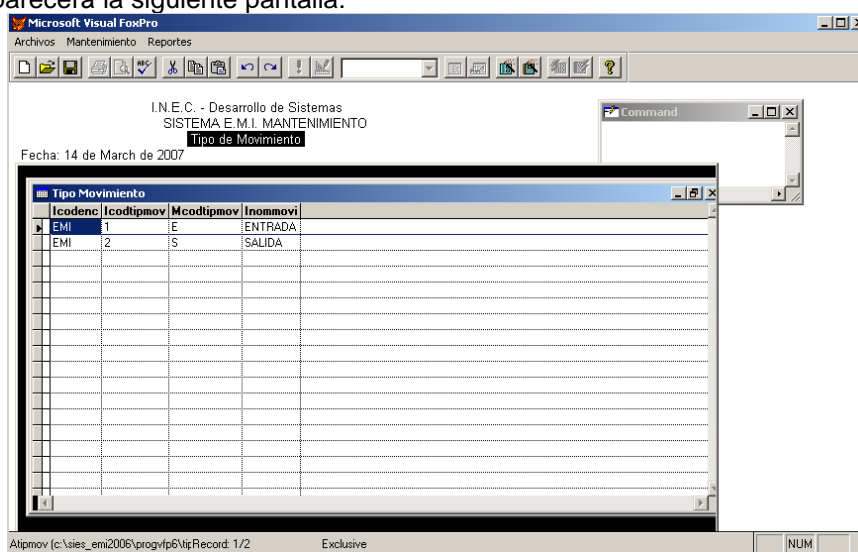 parecerá la siguiente pantalla:
Microsoft Visual FoxPro
Archivos Mantenimiento Reportes
I.N.E.C. - Desarrollo de Sistemas
SISTEMA E.M.I. MANTENIMIENTO
Tipo de Movimiento
Fecha: 14 de March de 2007
Command
Tipo Movimiento
Icodenc Icodtipmov Mcodtipmov Inommovi
EMI 1 E ENTRADA
EMI 2 S SALIDA
Atipmov (c:\sies_emi2006\progvfp6\tip Record: 1/2 Exclusive NUM